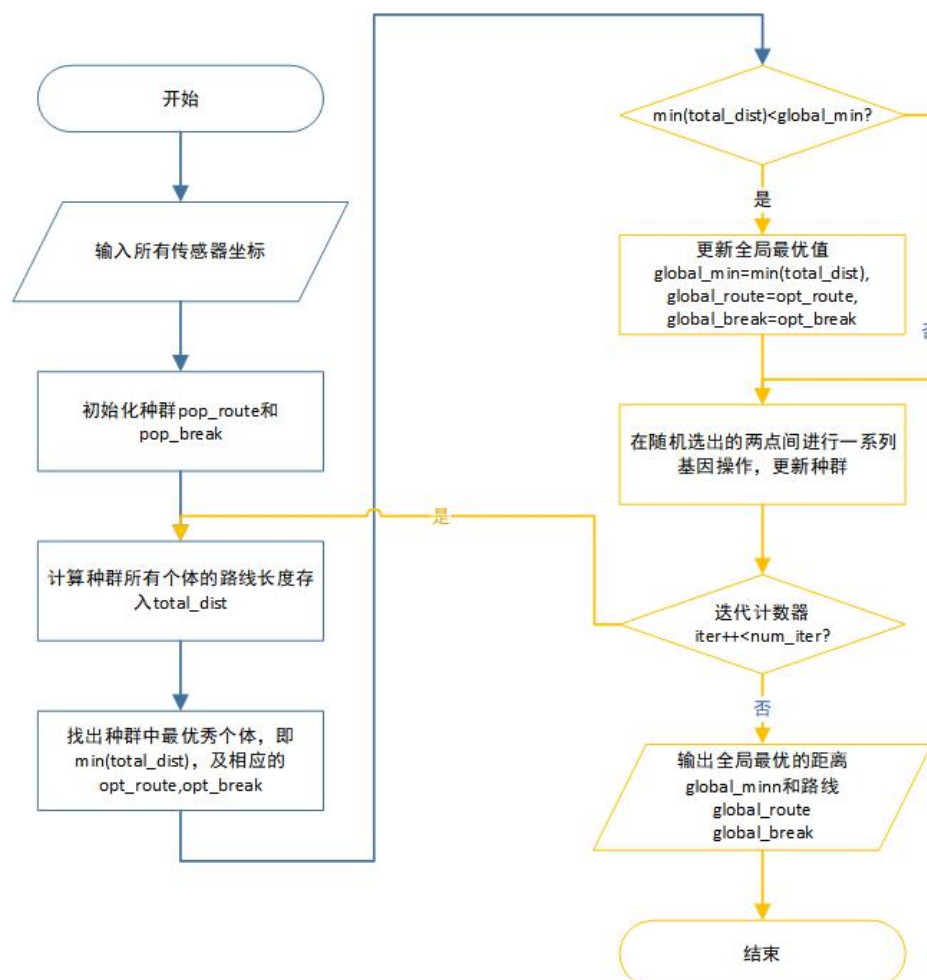 开始
输入所有传感器坐标
初始化种群pop_route和
pop_break
计算种群所有个体的路线长度存
入total_dist
找出种群中最优秀个体，即
min(total_dist)，及相应的
opt_route,opt_break
min(total_dist)<global_min?
是
更新全局最优值
global_min=min(total_dist),
global_route=opt_route,
global_break=opt_break
否
在随机选出的两点间进行一系列
基因操作，更新种群
是
迭代计数器
iter++<num_iter?
否
输出全局最优的距离
global_minn和路线
global_route
global_break
结束